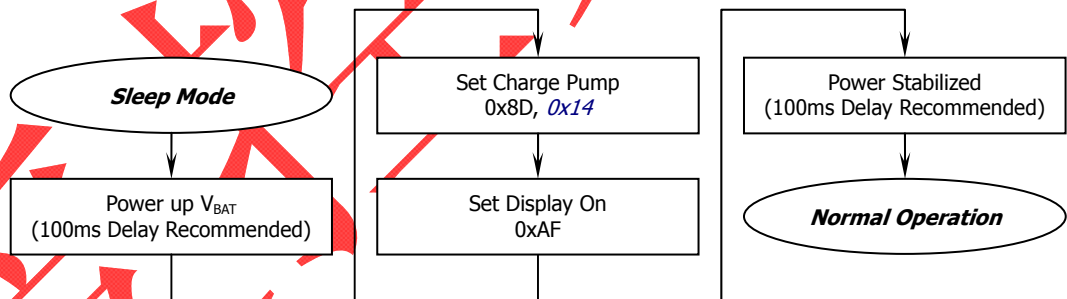 Sleep Mode
Power up VBAT
(100ms Delay Recommended)
Set Charge Pump
0x8D, 0x14
Set Display On
0xAF
Power Stabilized
(100ms Delay Recommended)
Normal Operation